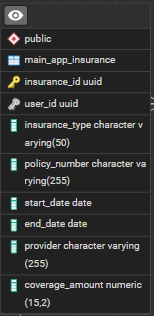 public
main_app_insurance
insurance_id uuid
user_id uuid
insurance_type character v
arying(50)
policy_number character va
rying(255)
start_date date
end_date date
provider character varying
(255)
coverage_amount numeric
(15,2)